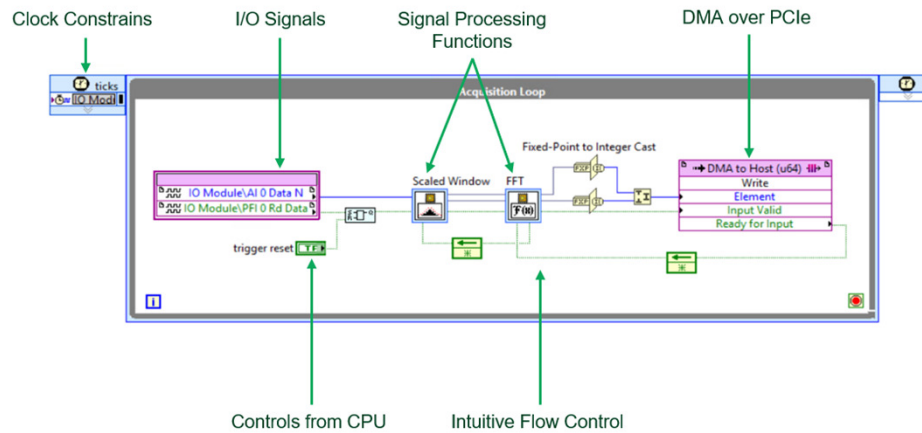 Clock Constrains
I/O Signals
Signal Processing
Functions
DMA over PCIe
ticks
IO Modi
Acquisition Loop
Fixed-Point to Integer Cast
Scaled Window
FFT
DMA to Host (u64)
Write
Element
Input Valid
Ready for Input
IO Module\AI 0 Data N
IO Module\PFI 0 Rd Data
trigger reset
TF
i
Controls from CPU
Intuitive Flow Control